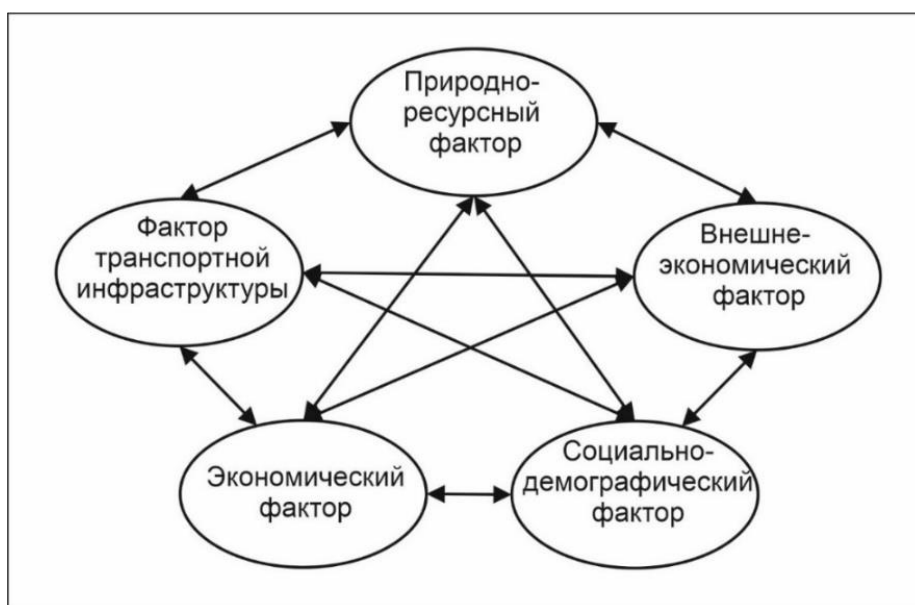 Природно-
ресурсный
фактор
Фактор
транспортной
инфраструктуры
Внешне-
экономический
фактор
Экономический
фактор
Социально-
демографический
фактор